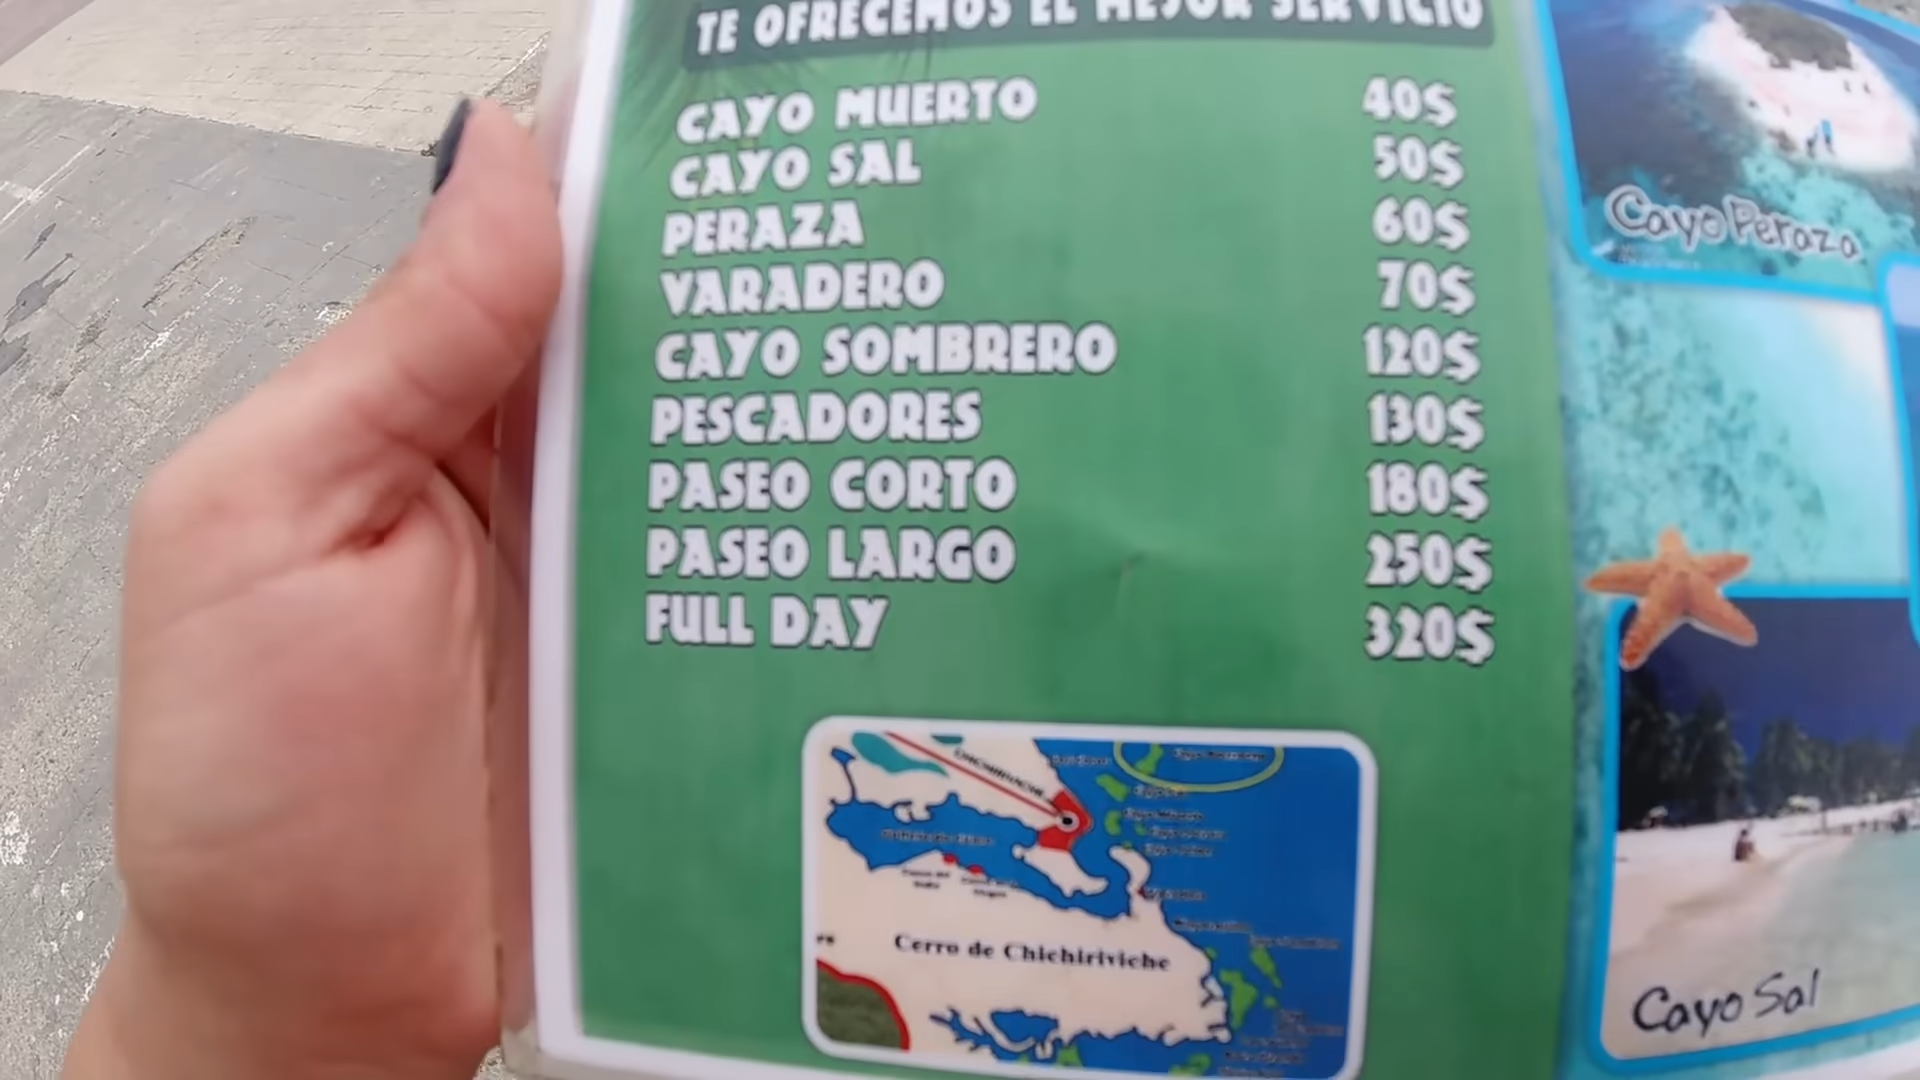 TE OFRECEMOS EL MEJOR SERVICIO
CAYO MUERTO 40$
CAYO SAL 50$
PERAZA 60$
VARADERO 70$
CAYO SOMBRERO 120$
PESCADORES 130$
PASEO CORTO 180$
PASEO LARGO 250$
FULL DAY 320$
CHICHIRIVICHE
Cerro de Chichiriviche
Cayo Peraza
Cayo Sal